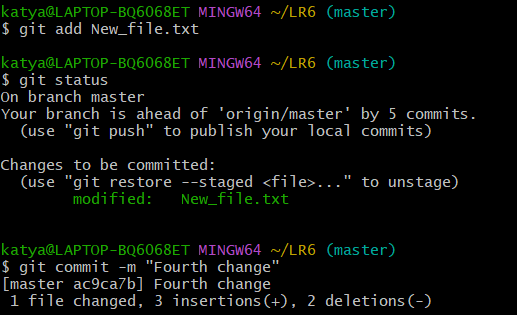 katya@LAPTOP-BQ6O68ET MINGW64 ~/LR6 (master)
$ git add New_file.txt
katya@LAPTOP-BQ6O68ET MINGW64 ~/LR6 (master)
$ git status
On branch master
Your branch is ahead of 'origin/master' by 5 commits.
  (use "git push" to publish your local commits)
Changes to be committed:
  (use "git restore --staged <file>..." to unstage)
        modified:   New_file.txt
katya@LAPTOP-BQ6O68ET MINGW64 ~/LR6 (master)
$ git commit -m "Fourth change"
[master ac9ca7b] Fourth change
 1 file changed, 3 insertions(+), 2 deletions(-)